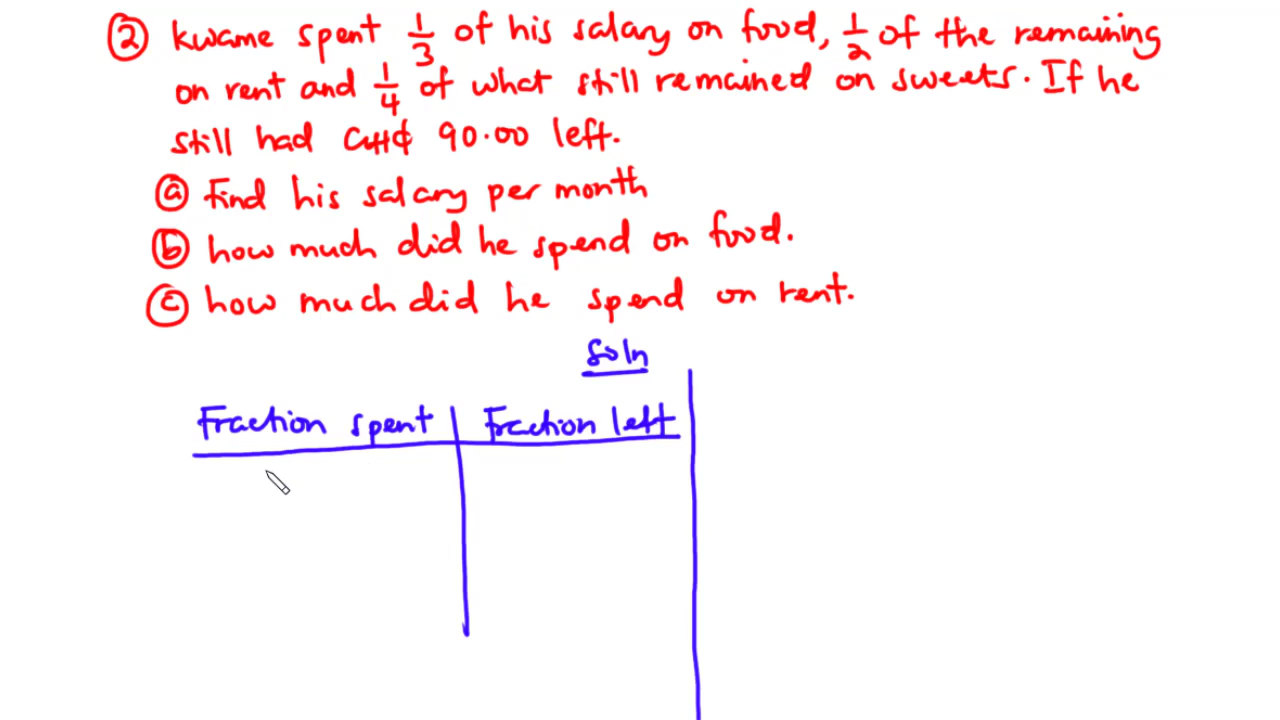 ② Kwame spent 1/3 of his salary on food, 1/2 of the remaining
on rent and 1/4 of what still remained on sweets. If he
still had GH¢ 90.00 left.
ⓐ Find his salary per month
ⓑ how much did he spend on food.
ⓒ how much did he spend on rent.
Soln
Fraction spent Fraction left